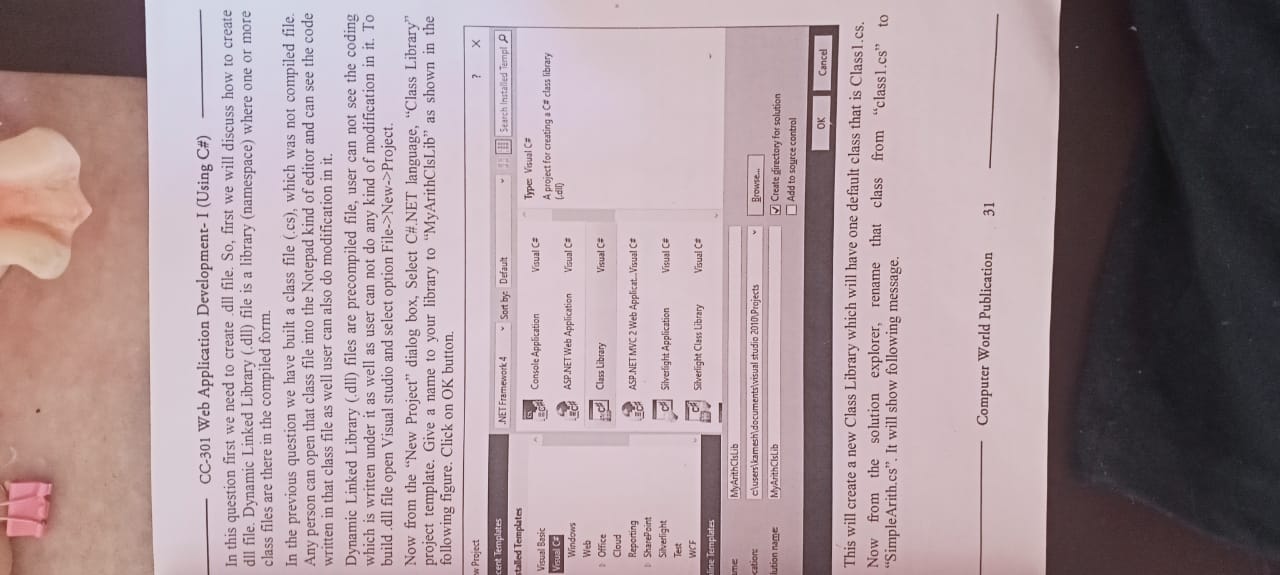 CC-301 Web Application Development- I (Using C#)
In this question first we need to create .dll file. So, first we will discuss how to create
dll file. Dynamic Linked Library (.dll) file is a library (namespace) where one or more
class files are there in the compiled form.
In the previous question we have built a class file (.cs), which was not compiled file.
Any person can open that class file into the Notepad kind of editor and can see the code
written in that class file as well user can also do modification in it.
Dynamic Linked Library (.dll) files are precompiled file, user can not see the coding
which is written under it as well as user can not do any kind of modification in it. To
build .dll file open Visual studio and select option File->New->Project.
Now from the “New Project” dialog box, Select C#.NET language, “Class Library”
project template. Give a name to your library to “MyArithClsLib” as shown in the
following figure. Click on OK button.
w Project ? X
cent Templates
.NET Framework 4 Sort by: Default Search Installed Templ
stalled Templates
Visual Basic
Visual C#
Windows
Web
Office
Cloud
Reporting
SharePoint
Silverlight
Test
WCF
line Templates
Console Application Visual C#
ASP.NET Web Application Visual C#
Class Library Visual C#
ASP.NET MVC 2 Web Applicat...Visual C#
Silverlight Application Visual C#
Silverlight Class Library Visual C#
Type: Visual C#
A project for creating a C# class library
(.dll)
me: MyArithClsLib
cation: c:\users\kamesh\documents\visual studio 2010\Projects Browse...
lution name: MyArithClsLib Create directory for solution
Add to source control
OK Cancel
This will create a new Class Library which will have one default class that is Class1.cs.
Now from the solution explorer, rename that class from “class1.cs” to
“SimpleArith.cs”. It will show following message.
Computer World Publication 31